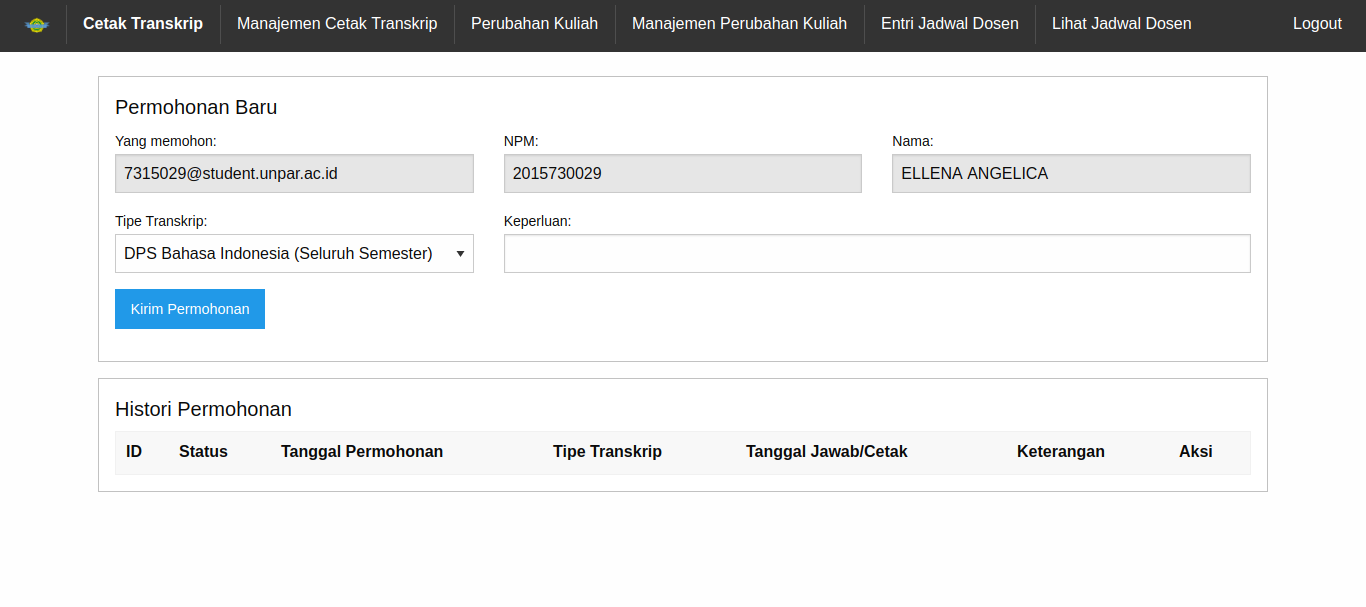 Cetak Transkrip Manajemen Cetak Transkrip Perubahan Kuliah Manajemen Perubahan Kuliah Entri Jadwal Dosen Lihat Jadwal Dosen Logout
Permohonan Baru
Yang memohon: NPM: Nama:
7315029@student.unpar.ac.id 2015730029 ELLENA ANGELICA
Tipe Transkrip: Keperluan:
DPS Bahasa Indonesia (Seluruh Semester)
Kirim Permohonan
Histori Permohonan
ID Status Tanggal Permohonan Tipe Transkrip Tanggal Jawab/Cetak Keterangan Aksi